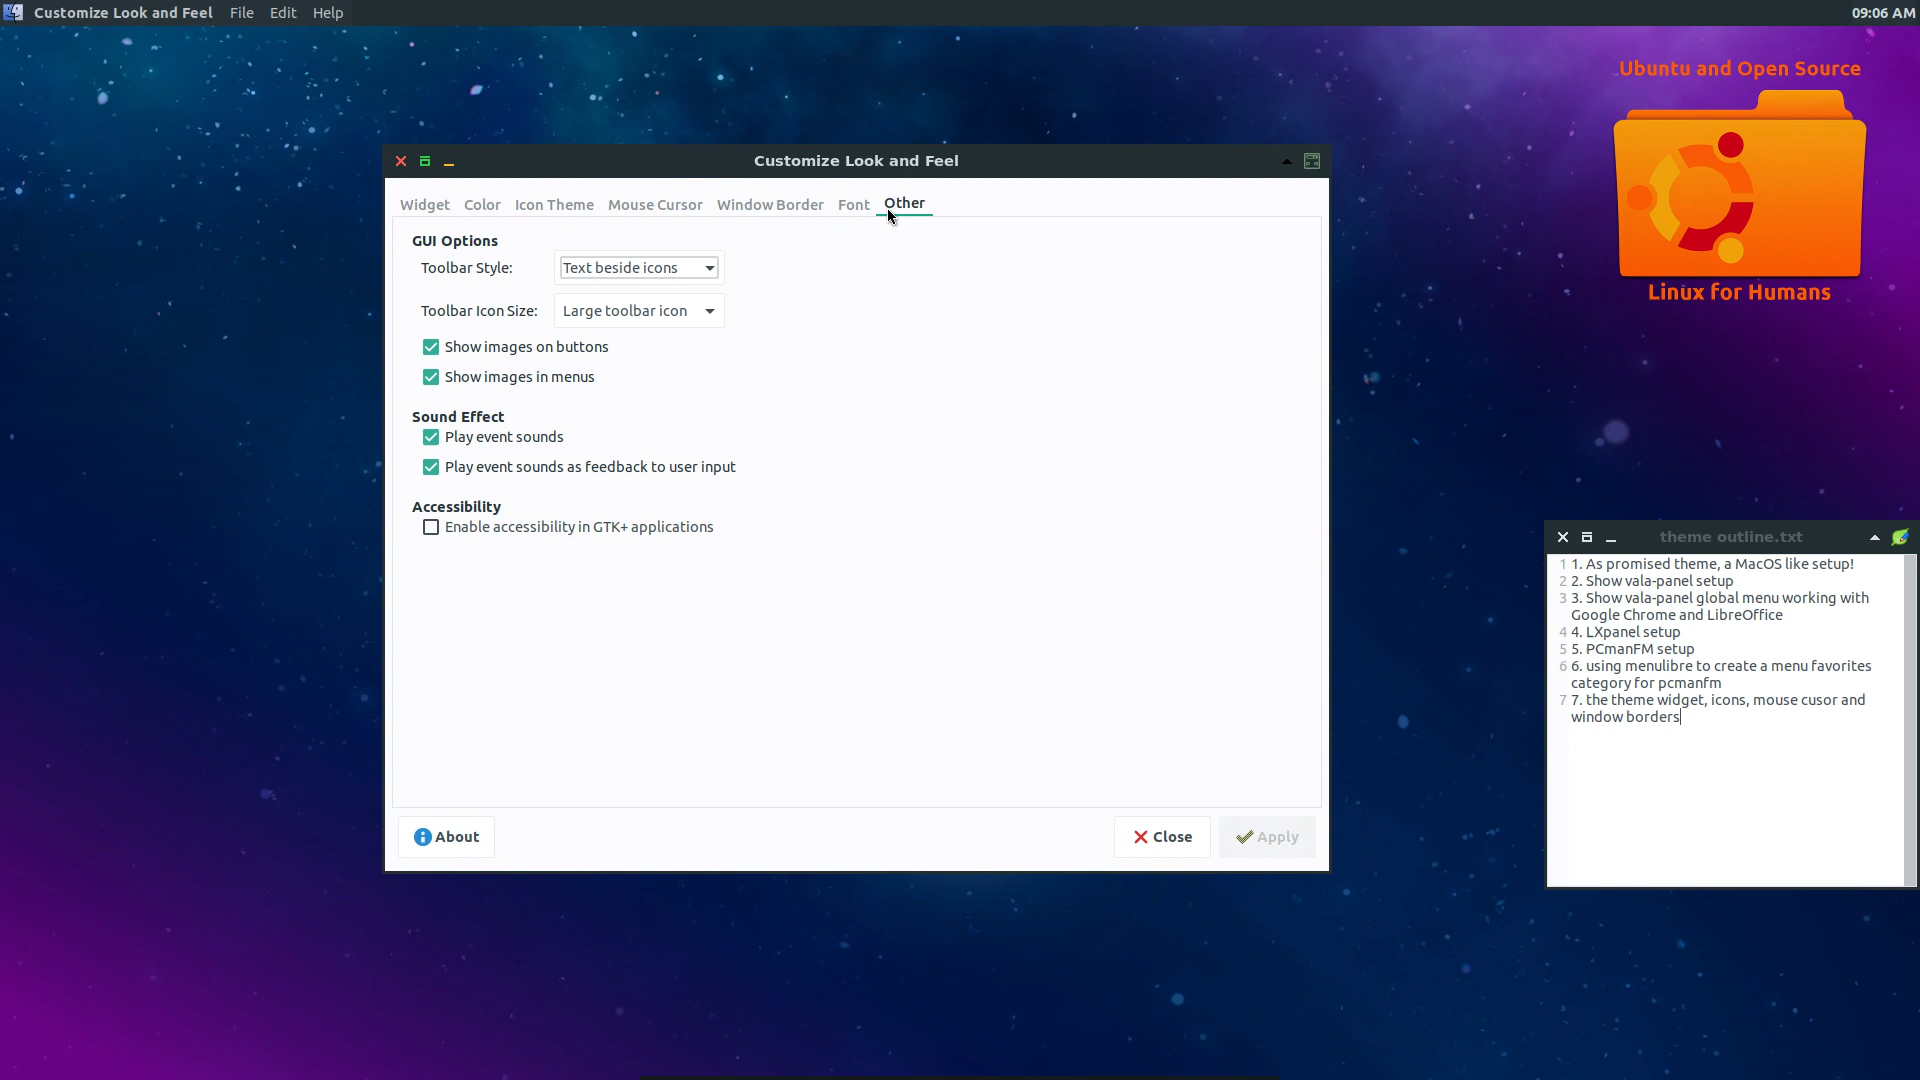 Customize Look and Feel File Edit Help 09:06 AM
Ubuntu and Open Source
Linux for Humans
Customize Look and Feel
Widget Color Icon Theme Mouse Cursor Window Border Font Other
GUI Options
Toolbar Style: Text beside icons
Toolbar Icon Size: Large toolbar icon
Show images on buttons
Show images in menus
Sound Effect
Play event sounds
Play event sounds as feedback to user input
Accessibility
Enable accessibility in GTK+ applications
About Close Apply
theme outline.txt
1 1. As promised theme, a MacOS like setup!
2 2. Show vala-panel setup
3 3. Show vala-panel global menu working with
Google Chrome and LibreOffice
4 4. LXpanel setup
5 5. PCmanFM setup
6 6. using menulibre to create a menu favorites
category for pcmanfm
7 7. the theme widget, icons, mouse cusor and
window borders